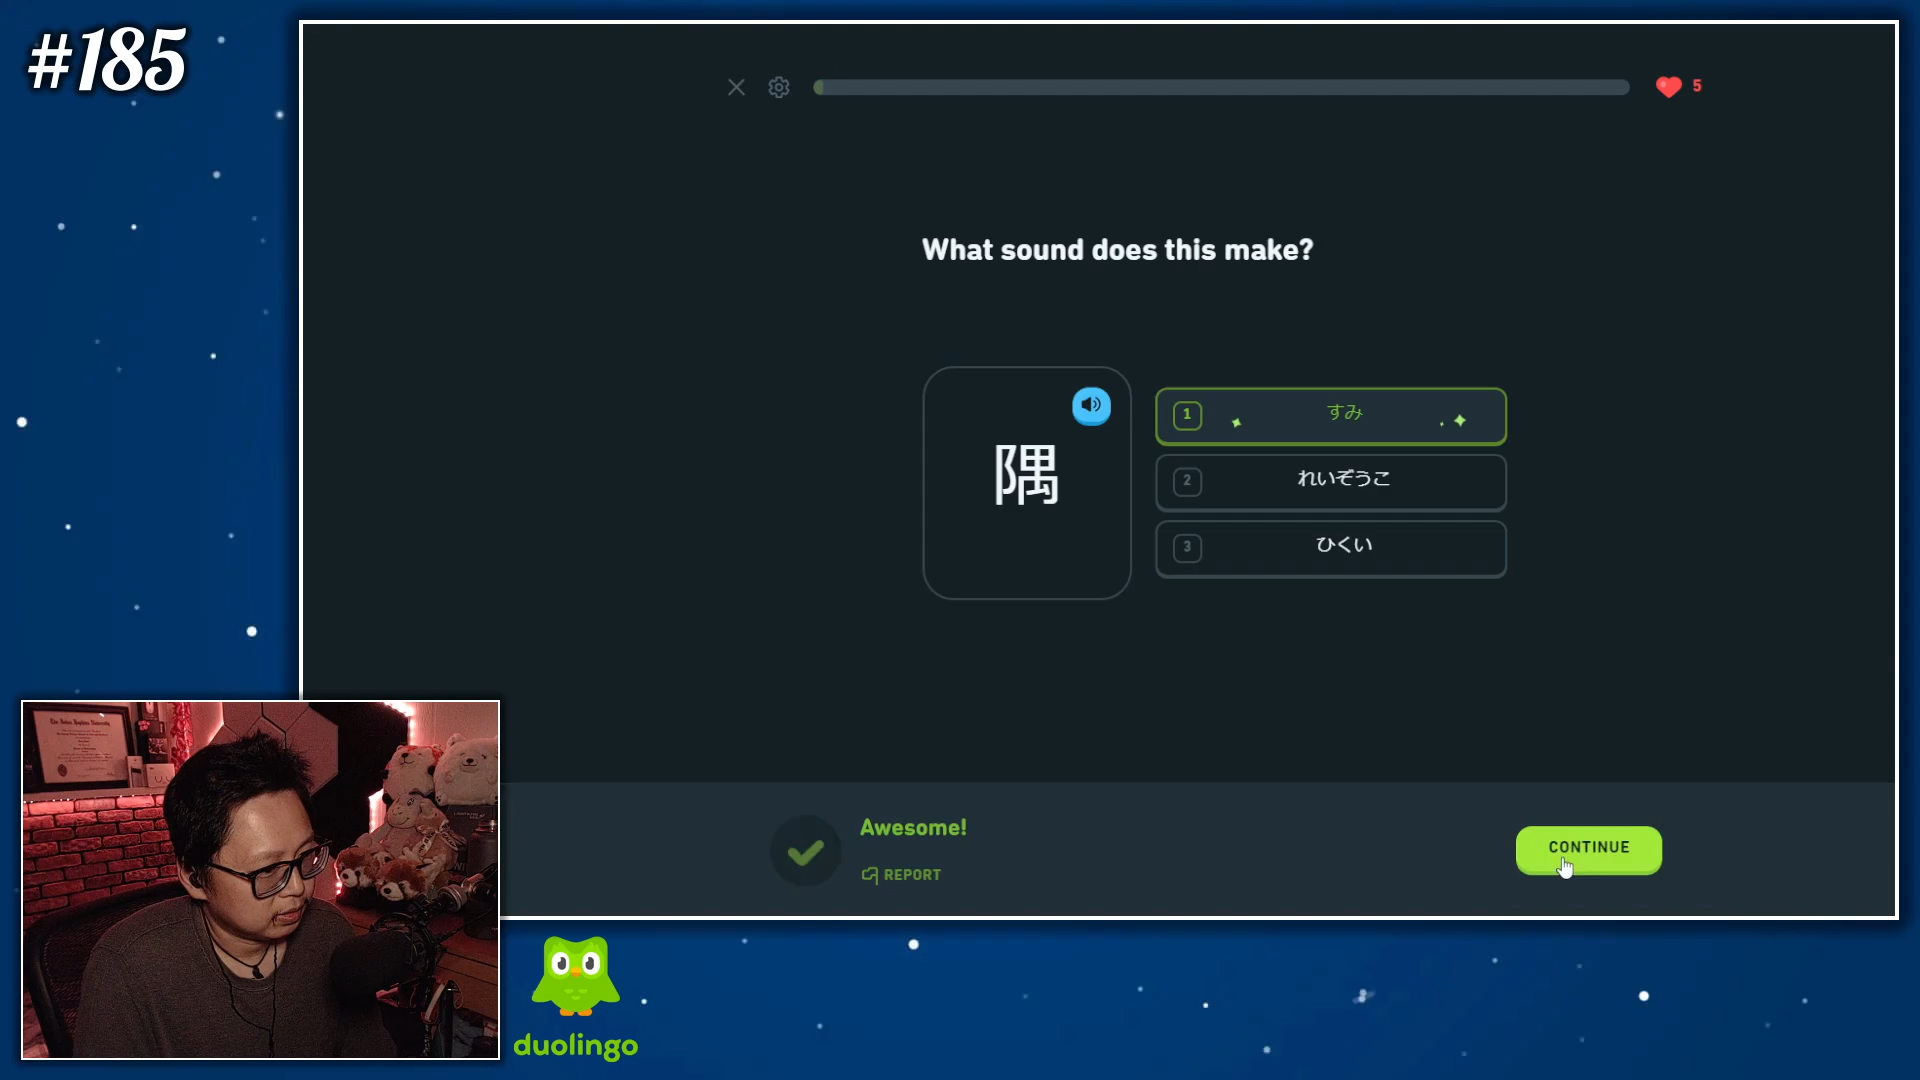 #185
5
What sound does this make?
隅
1 すみ
2 れいぞうこ
3 ひくい
Awesome!
REPORT
CONTINUE
duolingo